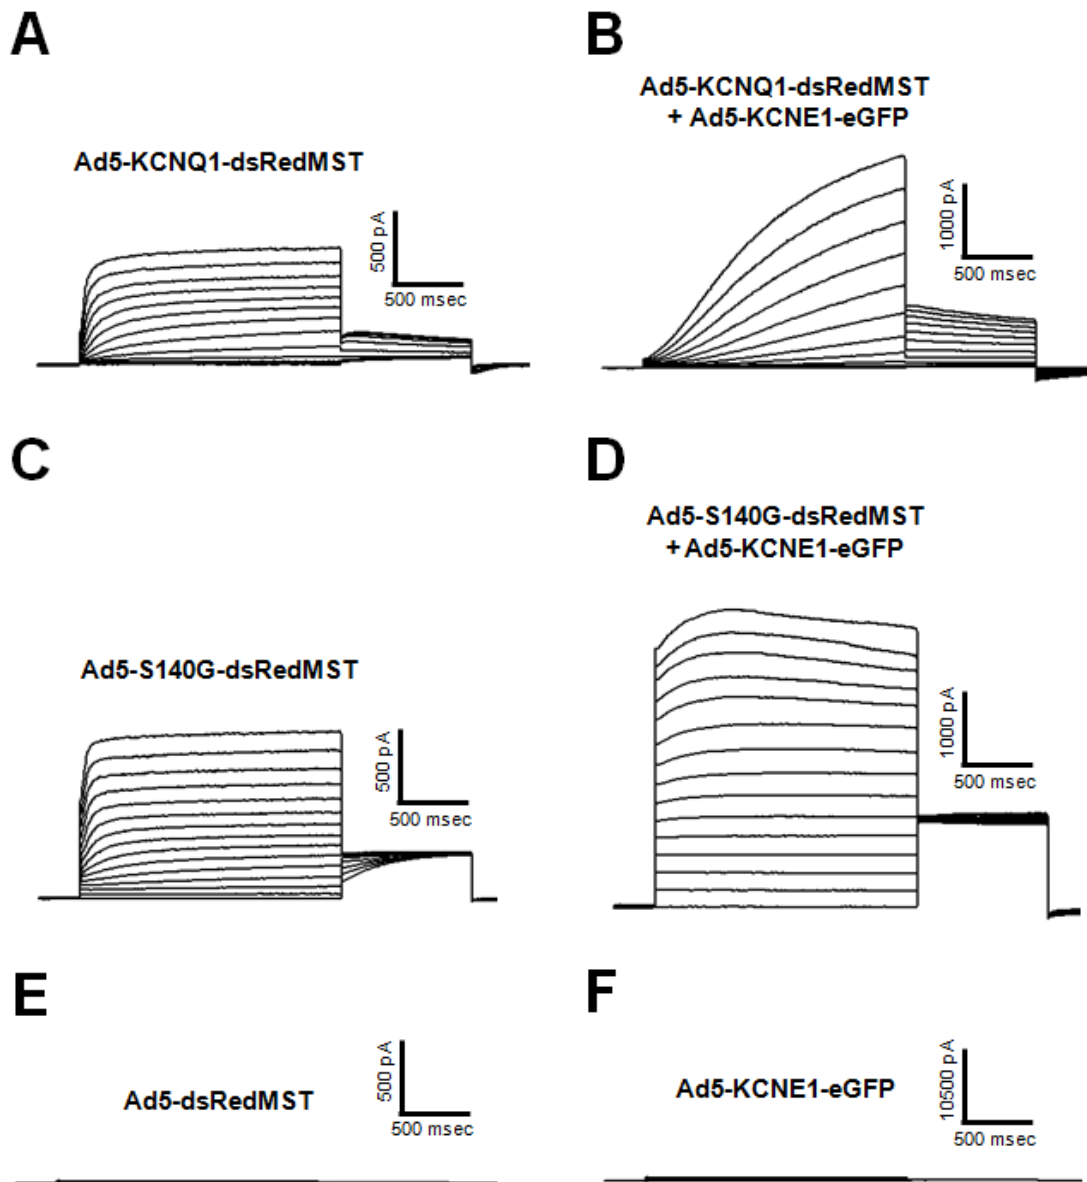 A
B
Ad5-KCNQ1-dsRedMST
Ad5-KCNQ1-dsRedMST
+ Ad5-KCNE1-eGFP
500 pA
500 msec
1000 pA
500 msec
C
D
Ad5-S140G-dsRedMST
Ad5-S140G-dsRedMST
+ Ad5-KCNE1-eGFP
500 pA
500 msec
1000 pA
500 msec
E
F
Ad5-dsRedMST
500 pA
500 msec
Ad5-KCNE1-eGFP
10500 pA
500 msec